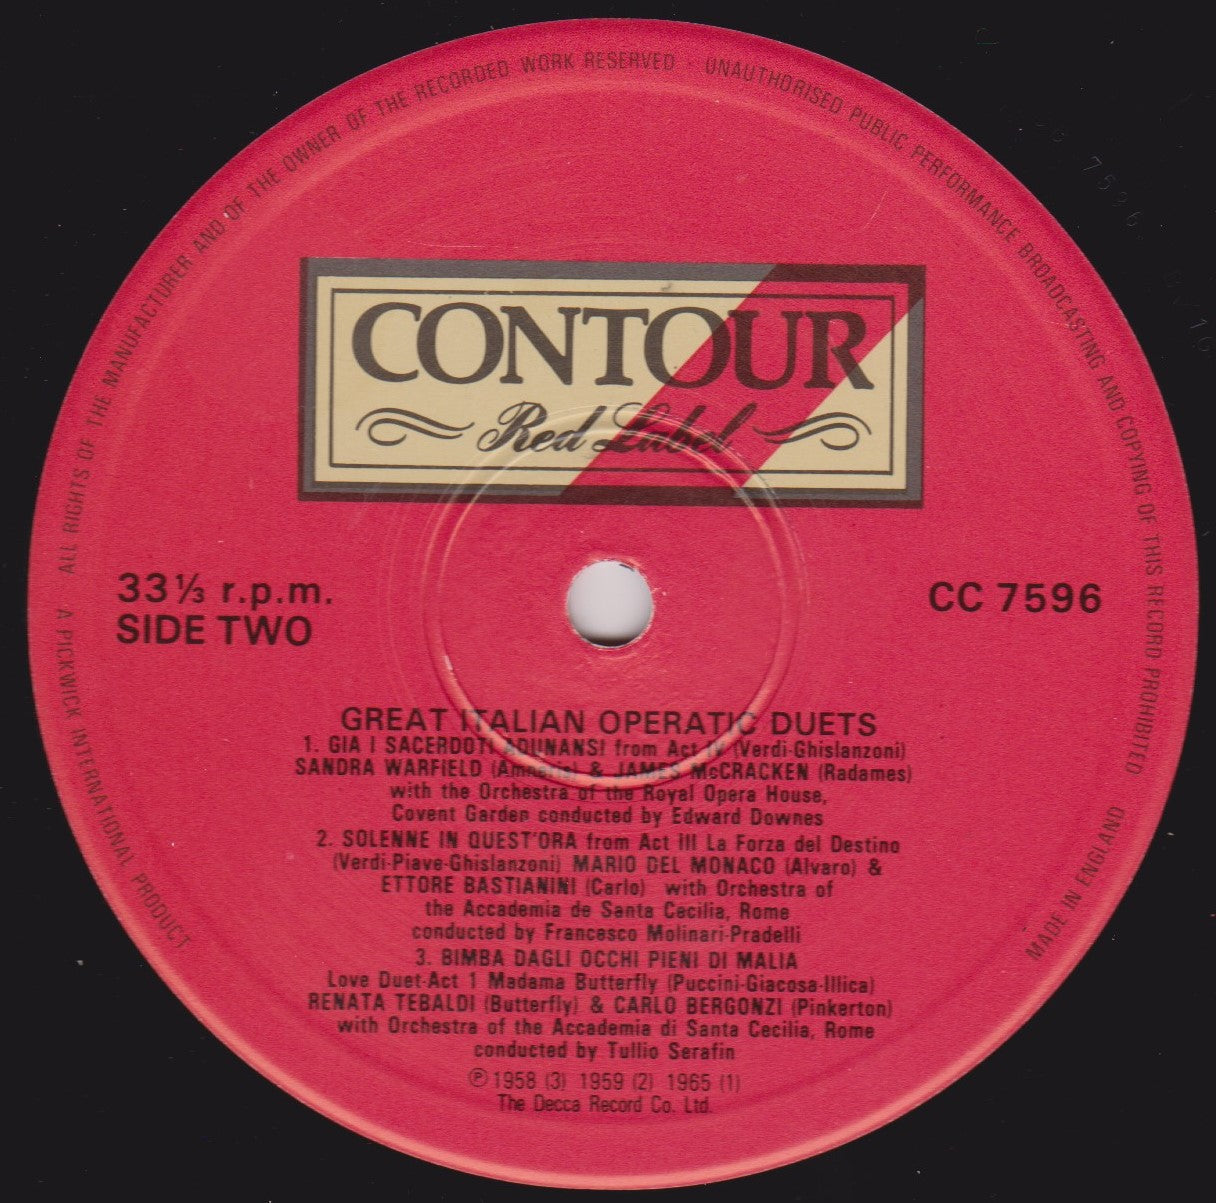 ALL RIGHTS OF THE MANUFACTURER AND OF THE OWNER OF THE RECORDED WORK RESERVED · UNAUTHORISED PUBLIC PERFORMANCE BROADCASTING AND COPYING OF THIS RECORD PROHIBITED
CONTOUR
Red Label
33⅓ r.p.m.
SIDE TWO
CC 7596
GREAT ITALIAN OPERATIC DUETS
1. GIA I SACERDOTI ADUNANSI from Act IV (Verdi-Ghislanzoni)
SANDRA WARFIELD (Amneris) & JAMES McCRACKEN (Radames)
with the Orchestra of the Royal Opera House,
Covent Garden conducted by Edward Downes
2. SOLENNE IN QUEST'ORA from Act III La Forza del Destino
(Verdi-Piave-Ghislanzoni) MARIO DEL MONACO (Alvaro) &
ETTORE BASTIANINI (Carlo) with Orchestra of
the Accademia de Santa Cecilia, Rome
conducted by Francesco Molinari-Pradelli
3. BIMBA DAGLI OCCHI PIENI DI MALIA
Love Duet-Act 1 Madama Butterfly (Puccini-Giacosa-Illica)
RENATA TEBALDI (Butterfly) & CARLO BERGONZI (Pinkerton)
with Orchestra of the Accademia di Santa Cecilia, Rome
conducted by Tullio Serafin
℗ 1958 (3) 1959 (2) 1965 (1)
The Decca Record Co. Ltd.
A PICKWICK INTERNATIONAL PRODUCT
MADE IN ENGLAND